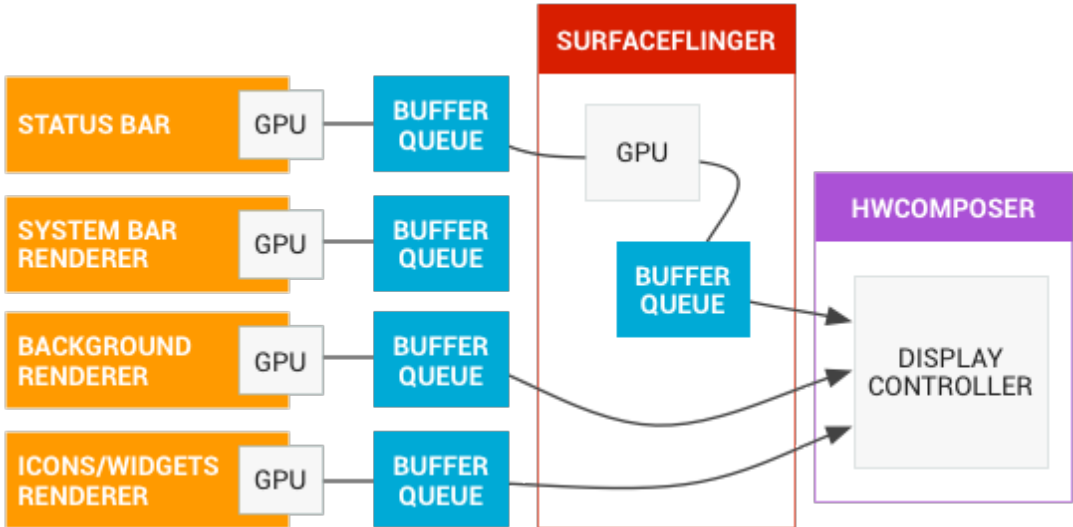 SURFACEFLINGER
STATUS BAR
GPU
BUFFER
QUEUE
GPU
SYSTEM BAR
RENDERER
GPU
BUFFER
QUEUE
HWCOMPOSER
BUFFER
QUEUE
BACKGROUND
RENDERER
GPU
BUFFER
QUEUE
DISPLAY
CONTROLLER
ICONS/WIDGETS
RENDERER
GPU
BUFFER
QUEUE